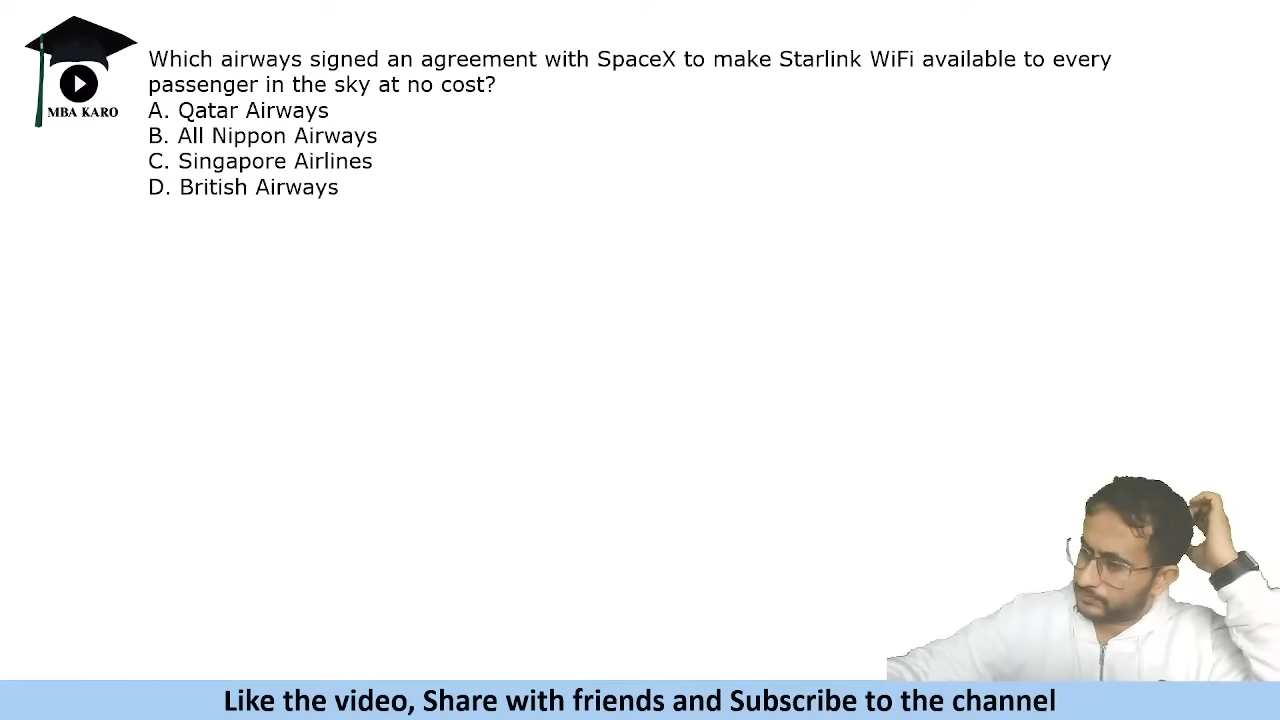 Which airways signed an agreement with SpaceX to make Starlink WiFi available to every
passenger in the sky at no cost?
A. Qatar Airways
B. All Nippon Airways
C. Singapore Airlines
D. British Airways
MBA KARO
Like the video, Share with friends and Subscribe to the channel